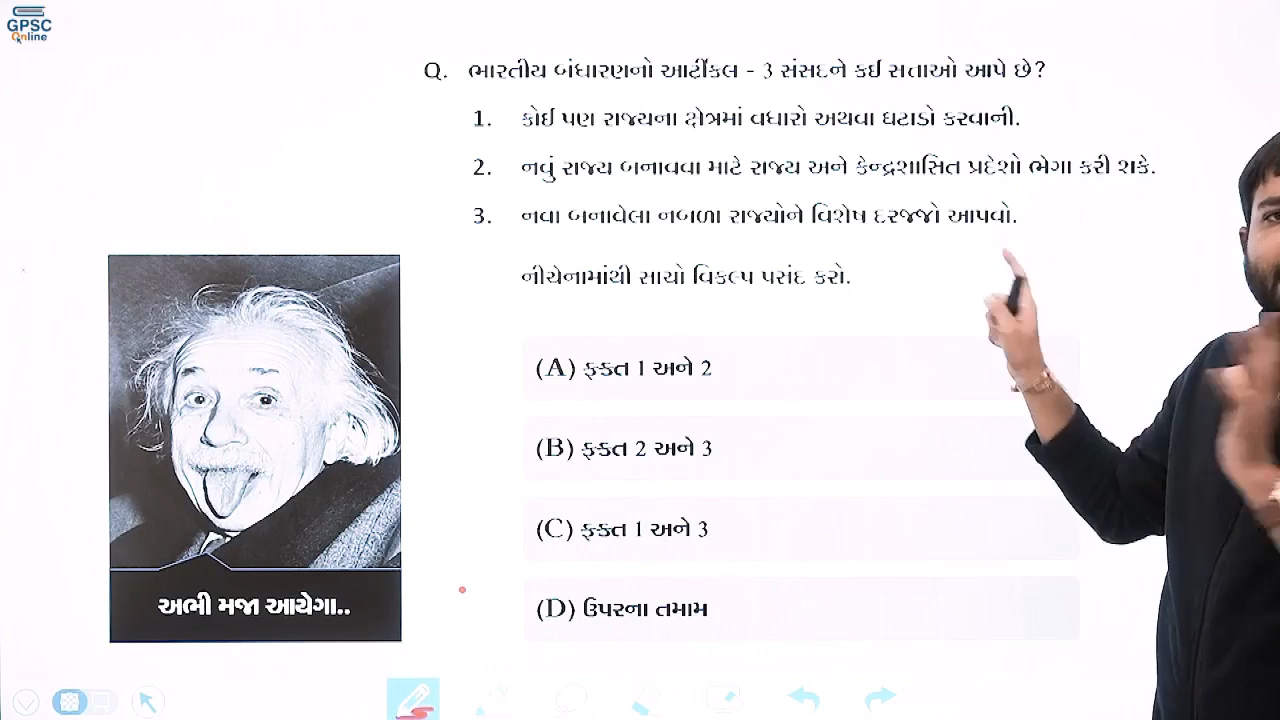 GPSC
Online
Q. ભારતીય બંધારણનો આર્ટીકલ - 3 સંસદને કઈ સત્તાઓ આપે છે?
1. કોઈ પણ રાજ્યના ક્ષેત્રમાં વધારો અથવા ઘટાડો કરવાની.
2. નવું રાજ્ય બનાવવા માટે રાજ્ય અને કેન્દ્રશાસિત પ્રદેશો ભેગા કરી શકે.
3. નવા બનાવેલા નબળા રાજ્યોને વિશેષ દરજ્જો આપવો.
નીચેનામાંથી સાચો વિકલ્પ પસંદ કરો.
(A) ફક્ત 1 અને 2
(B) ફક્ત 2 અને 3
(C) ફક્ત 1 અને 3
(D) ઉપરના તમામ
અભી મજા આયેગા..